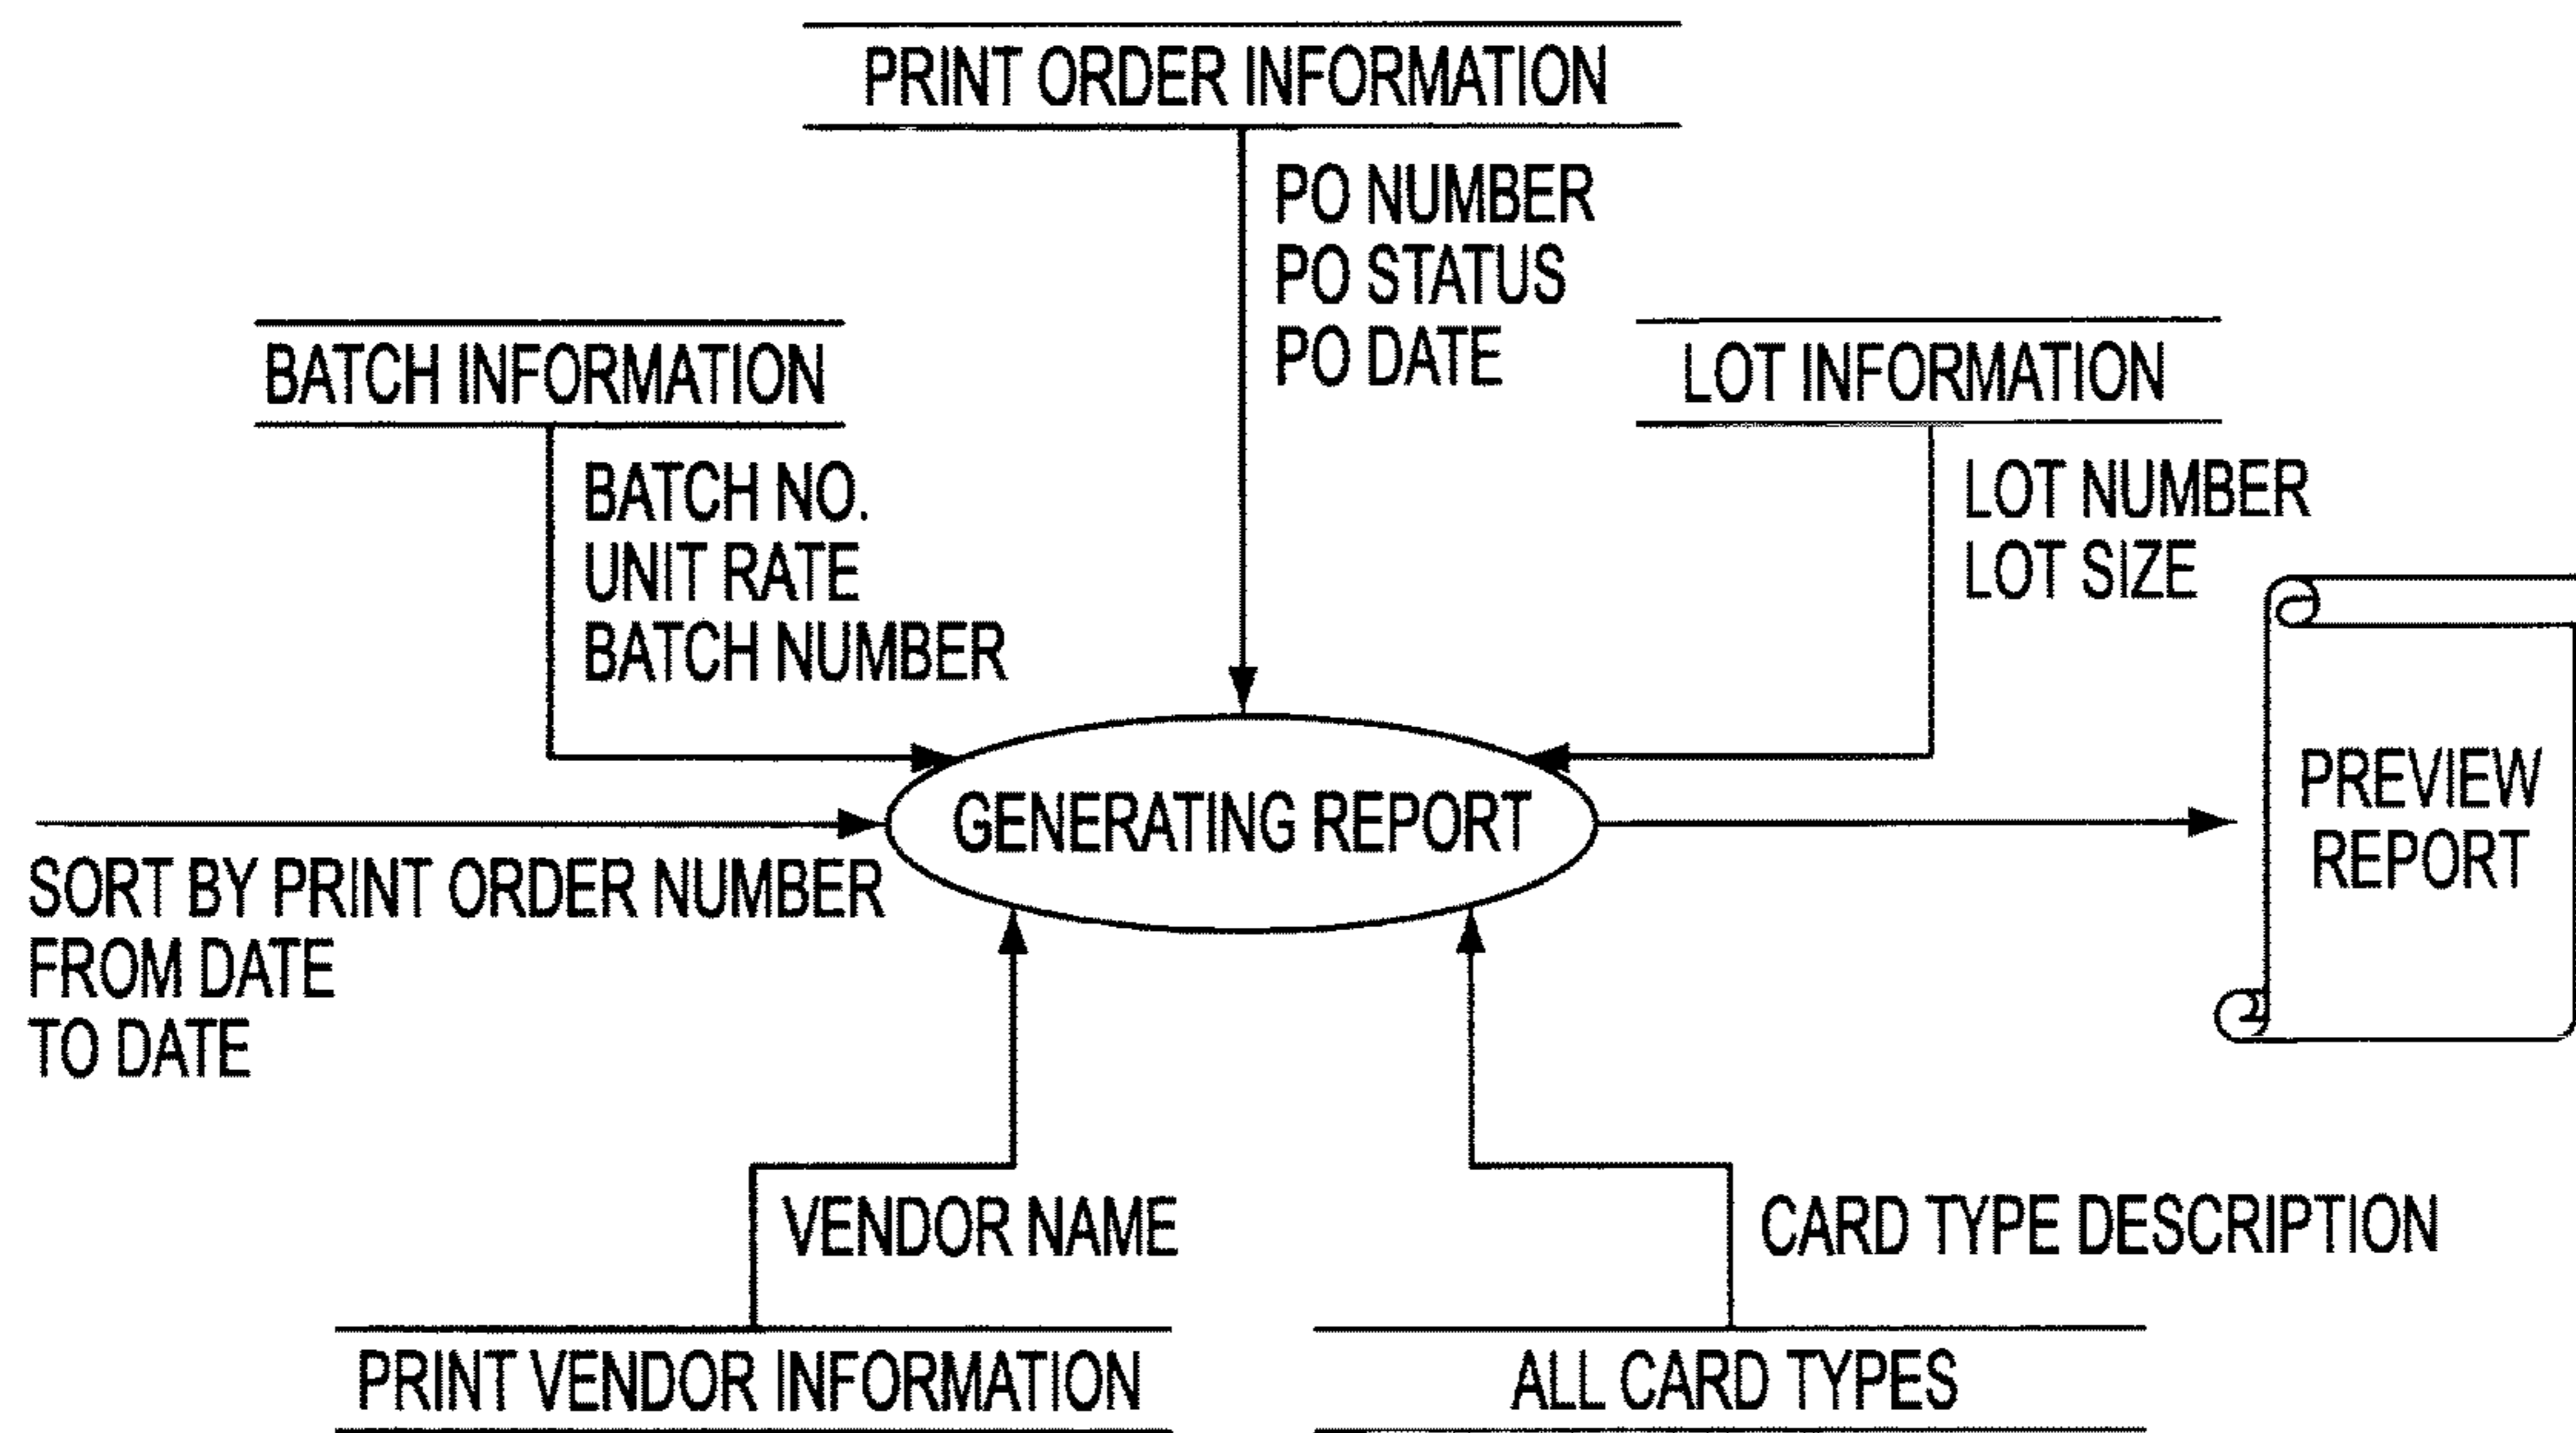 PRINT ORDER INFORMATION
PO NUMBER
PO STATUS
PO DATE
BATCH INFORMATION
BATCH NO.
UNIT RATE
BATCH NUMBER
LOT INFORMATION
LOT NUMBER
LOT SIZE
GENERATING REPORT
PREVIEW
REPORT
SORT BY PRINT ORDER NUMBER
FROM DATE
TO DATE
VENDOR NAME
CARD TYPE DESCRIPTION
PRINT VENDOR INFORMATION
ALL CARD TYPES